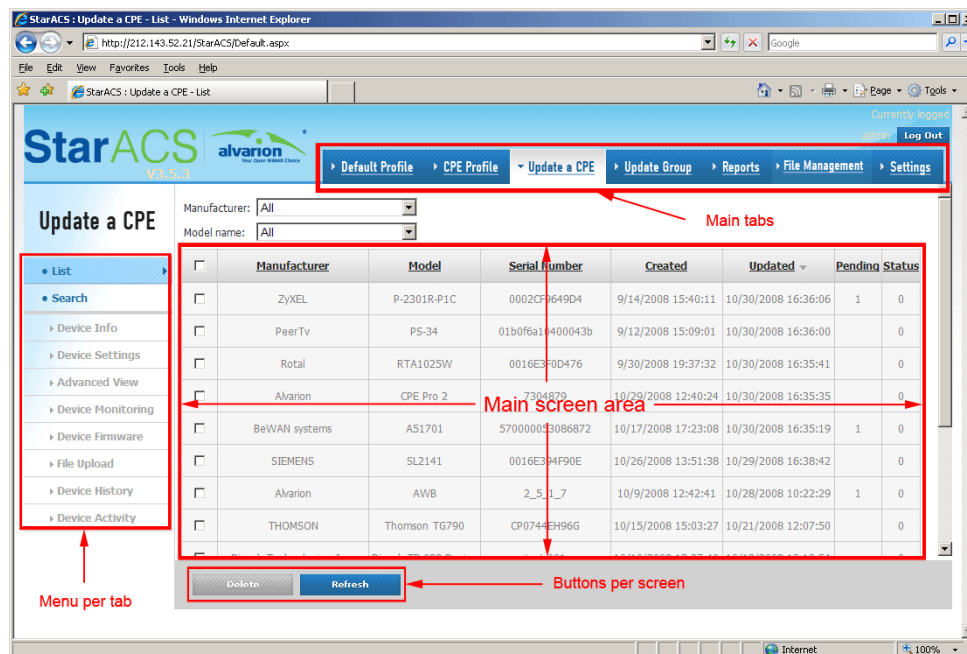 StarACS : Update a CPE - List - Windows Internet Explorer
http://212.143.52.21/StarACS/Default.aspx
Google
File Edit View Favorites Tools Help
StarACS : Update a CPE - List
Page Tools
Currently logged
admin Log Out
StarACS
V3.5.3
alvarion
Your Open WiMAX Choice
Default Profile CPE Profile Update a CPE Update Group Reports File Management Settings
Main tabs
Update a CPE
Manufacturer: All
Model name: All
List
Search
Device Info
Device Settings
Advanced View
Device Monitoring
Device Firmware
File Upload
Device History
Device Activity
Menu per tab
Manufacturer Model Serial Number Created Updated Pending Status
ZyXEL P-2301R-P1C 0002CF9649D4 9/14/2008 15:40:11 10/30/2008 16:36:06 1 0
PeerTv PS-34 01b0f6a10400043b 9/12/2008 15:09:01 10/30/2008 16:36:00 0
Rotal RTA1025W 0016E3F0D476 9/30/2008 19:37:32 10/30/2008 16:35:41 0
Alvarion CPE Pro 2 7304879 10/29/2008 12:40:24 10/30/2008 16:35:35 0
Main screen area
BeWAN systems A51701 570000053086872 10/17/2008 17:23:08 10/30/2008 16:35:19 1 0
SIEMENS SL2141 0016E394F90E 10/26/2008 13:51:38 10/29/2008 16:38:42 0
Alvarion AWB 2_5_1_7 10/9/2008 12:42:41 10/28/2008 10:22:29 1 0
THOMSON Thomson TG790 CP0744EH96G 10/15/2008 15:03:27 10/21/2008 12:07:50 0
Delete Refresh
Buttons per screen
Internet 100%